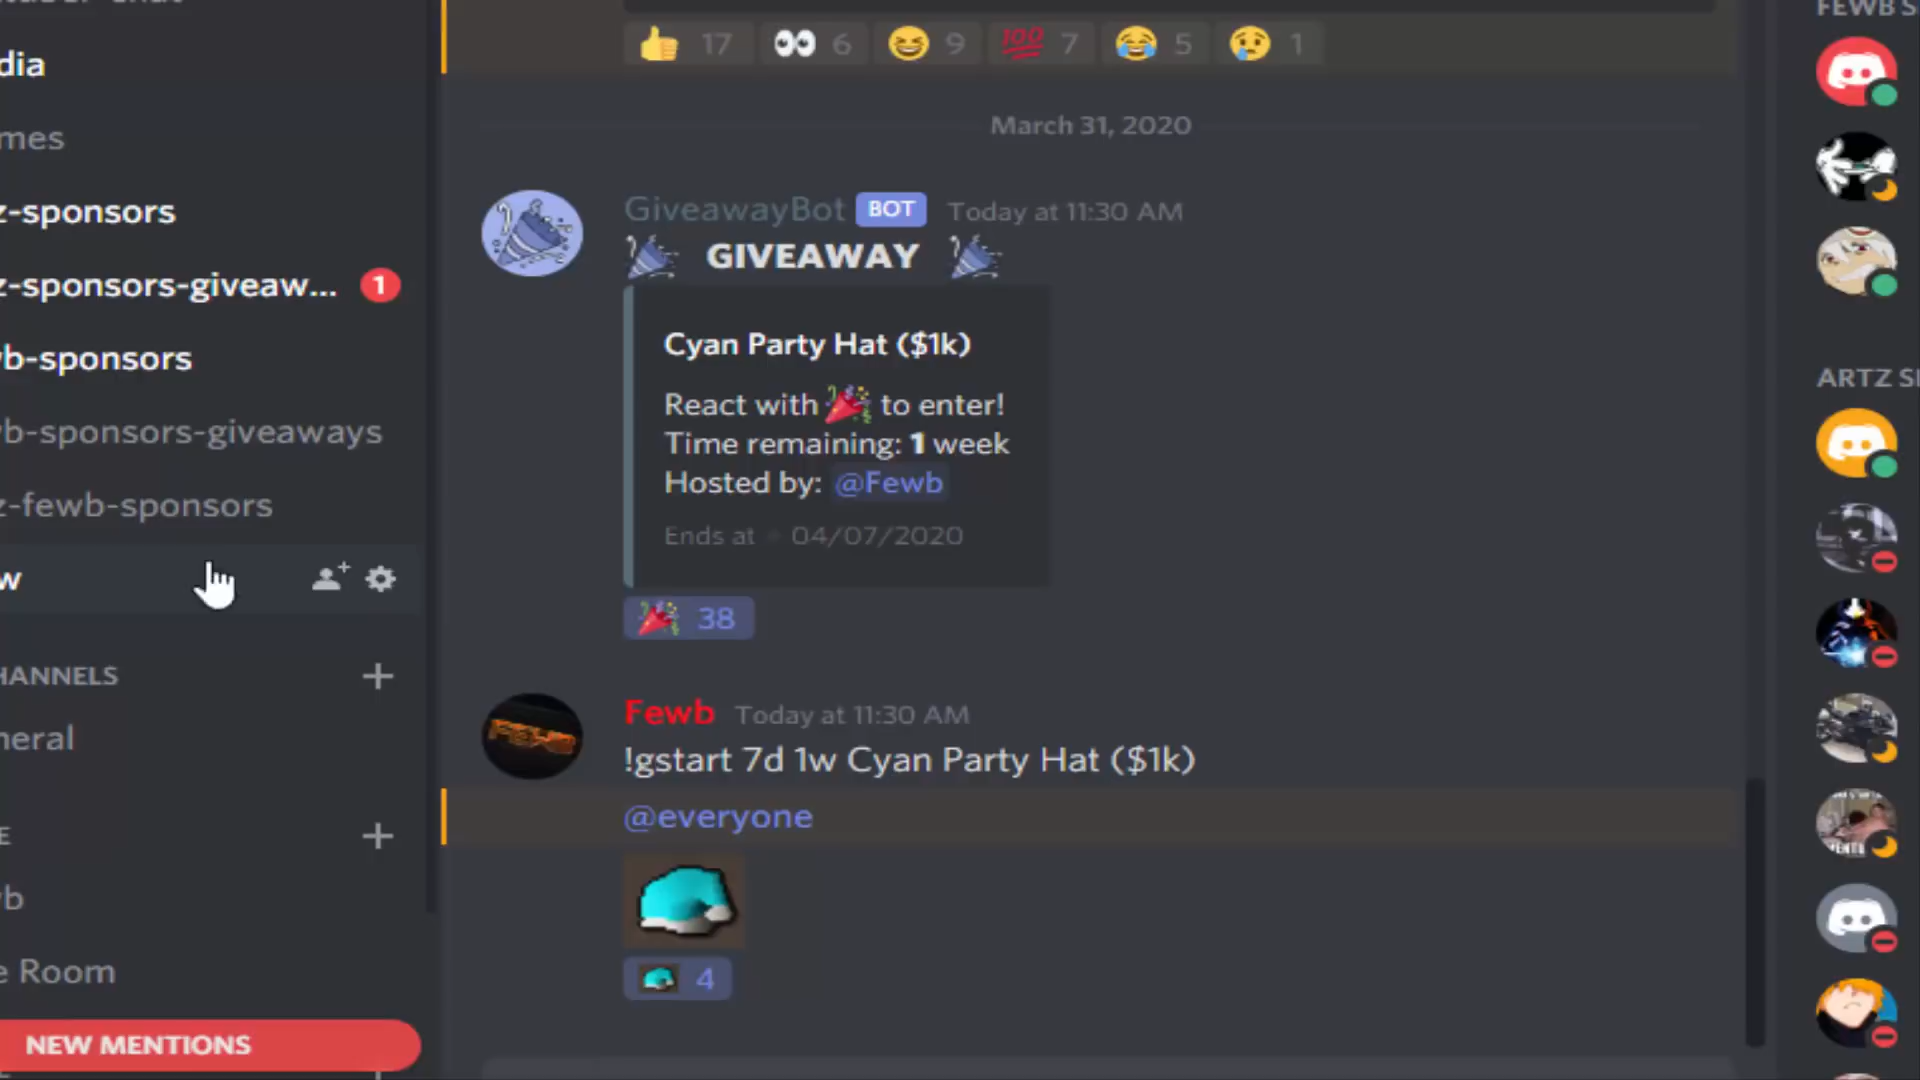 dia
mes
z-sponsors
z-sponsors-giveaw... 1
b-sponsors
b-sponsors-giveaways
z-fewb-sponsors
w
HANNELS
neral
E
b
e Room
NEW MENTIONS
17 6 9 100 7 5 1
March 31, 2020
GiveawayBot BOT Today at 11:30 AM
GIVEAWAY
Cyan Party Hat ($1k)
React with to enter!
Time remaining: 1 week
Hosted by: @Fewb
Ends at • 04/07/2020
38
Fewb Today at 11:30 AM
!gstart 7d 1w Cyan Party Hat ($1k)
@everyone
4
FEWB S
ARTZ S